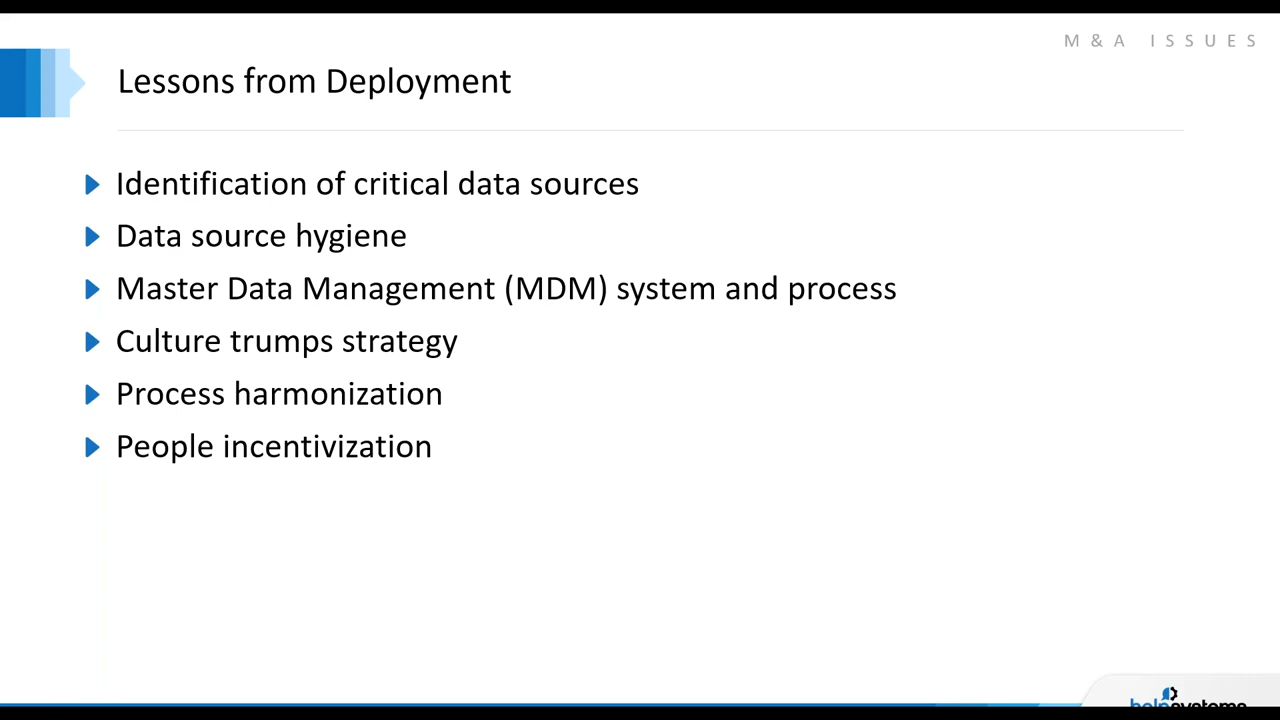 M & A ISSUES
Lessons from Deployment
Identification of critical data sources
Data source hygiene
Master Data Management (MDM) system and process
Culture trumps strategy
Process harmonization
People incentivization
helpsystems